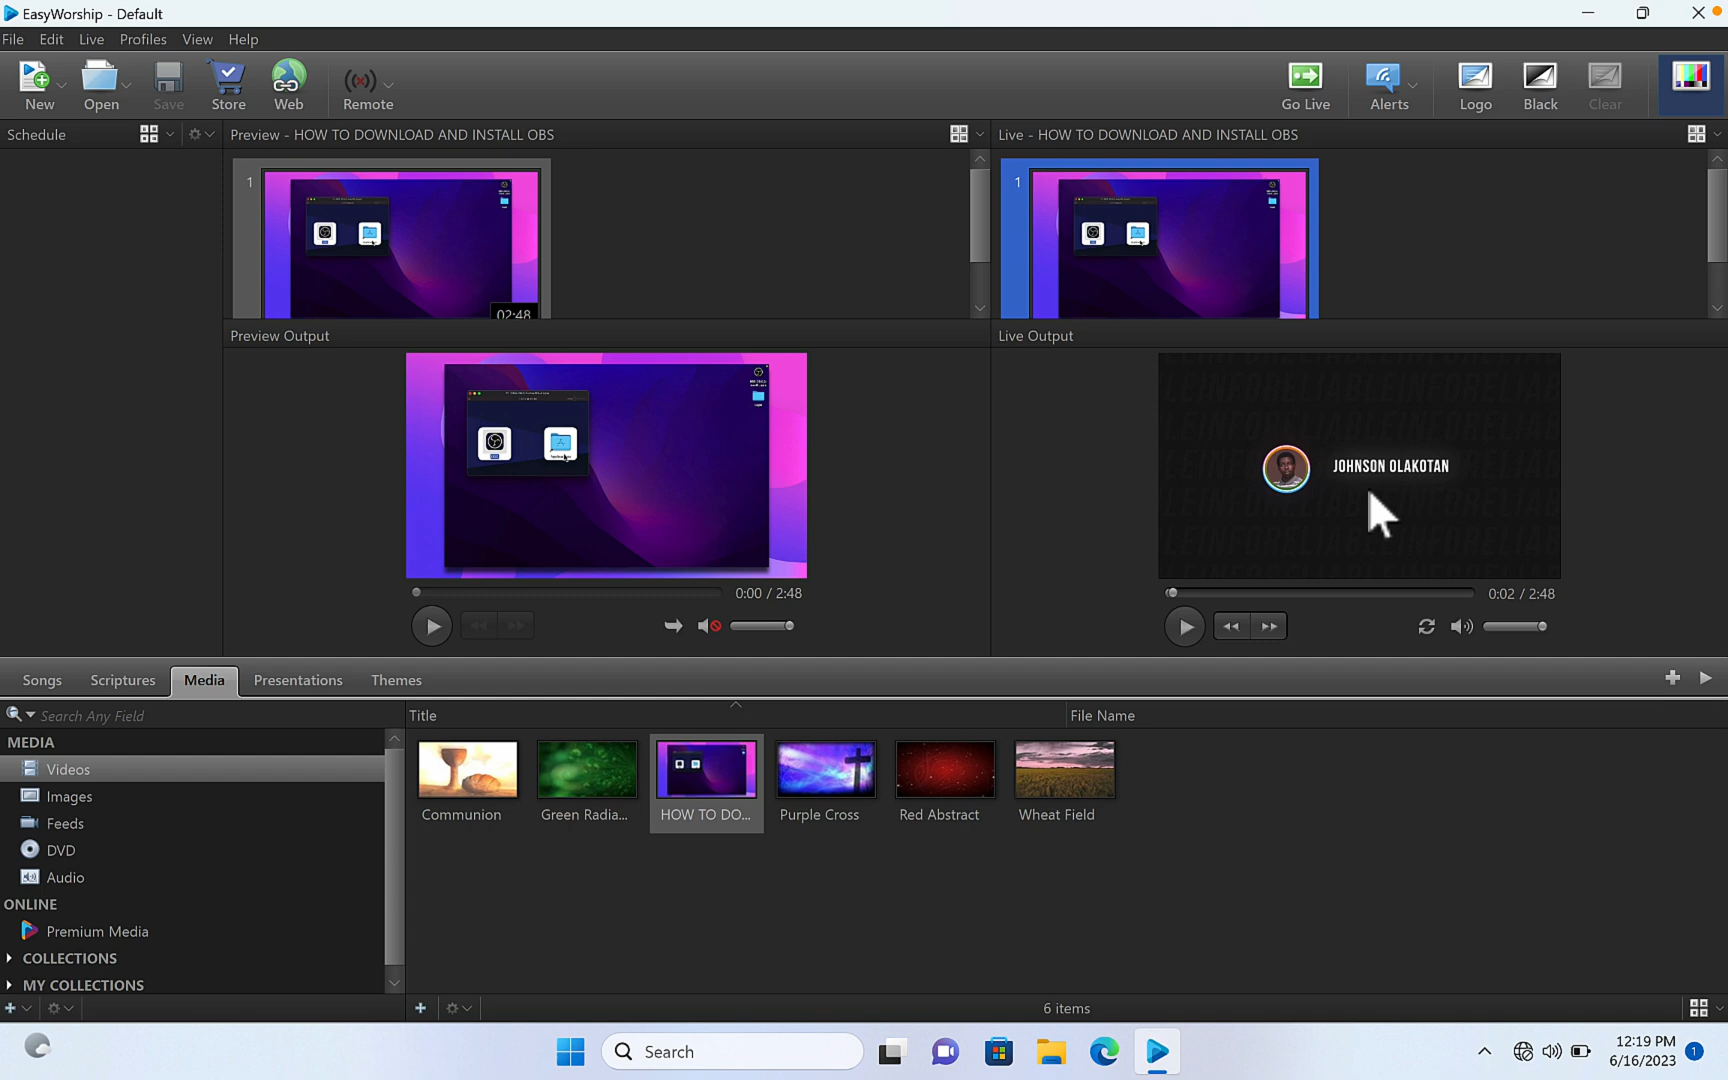 EasyWorship - Default
File Edit Live Profiles View Help
New Open Save Store Web Remote Go Live Alerts Logo Black Clear
Schedule Preview - HOW TO DOWNLOAD AND INSTALL OBS Live - HOW TO DOWNLOAD AND INSTALL OBS
1 1
02:48
Preview Output Live Output
JOHNSON OLAKOTAN
0:00 / 2:48 0:02 / 2:48
Songs Scriptures Media Presentations Themes
Search Any Field Title File Name
MEDIA
Videos
Images
Feeds
DVD
Audio
ONLINE
Premium Media
COLLECTIONS
MY COLLECTIONS
Communion Green Radia... HOW TO DO... Purple Cross Red Abstract Wheat Field
6 items
Search
12:19 PM
6/16/2023 1